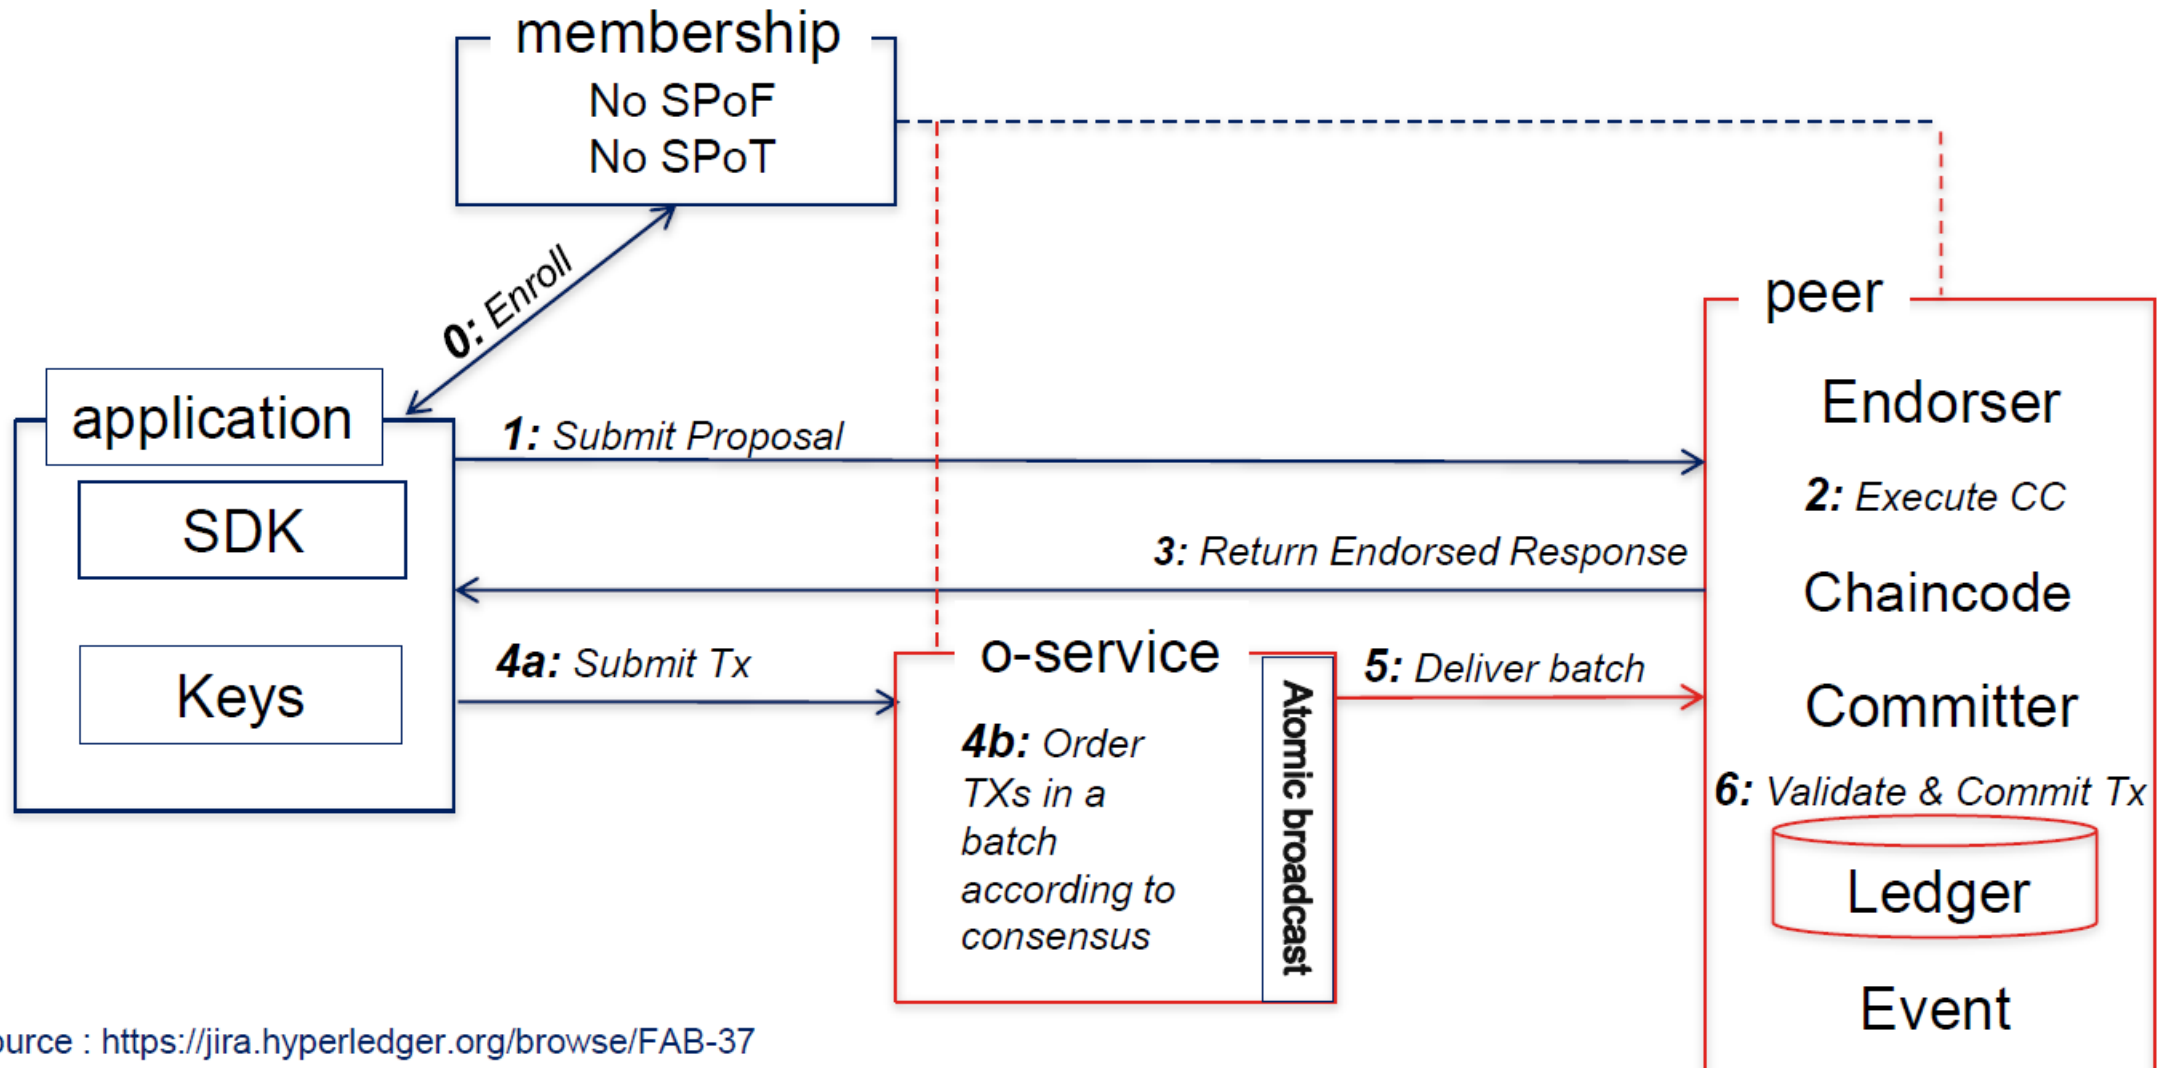 membership
No SPoF
No SPoT
0: Enroll
application
SDK
Keys
1: Submit Proposal
3: Return Endorsed Response
4a: Submit Tx
o-service
4b: Order
TXs in a
batch
according to
consensus
Atomic broadcast
5: Deliver batch
peer
Endorser
2: Execute CC
Chaincode
Committer
6: Validate & Commit Tx
Ledger
Event
ource : https://jira.hyperledger.org/browse/FAB-37